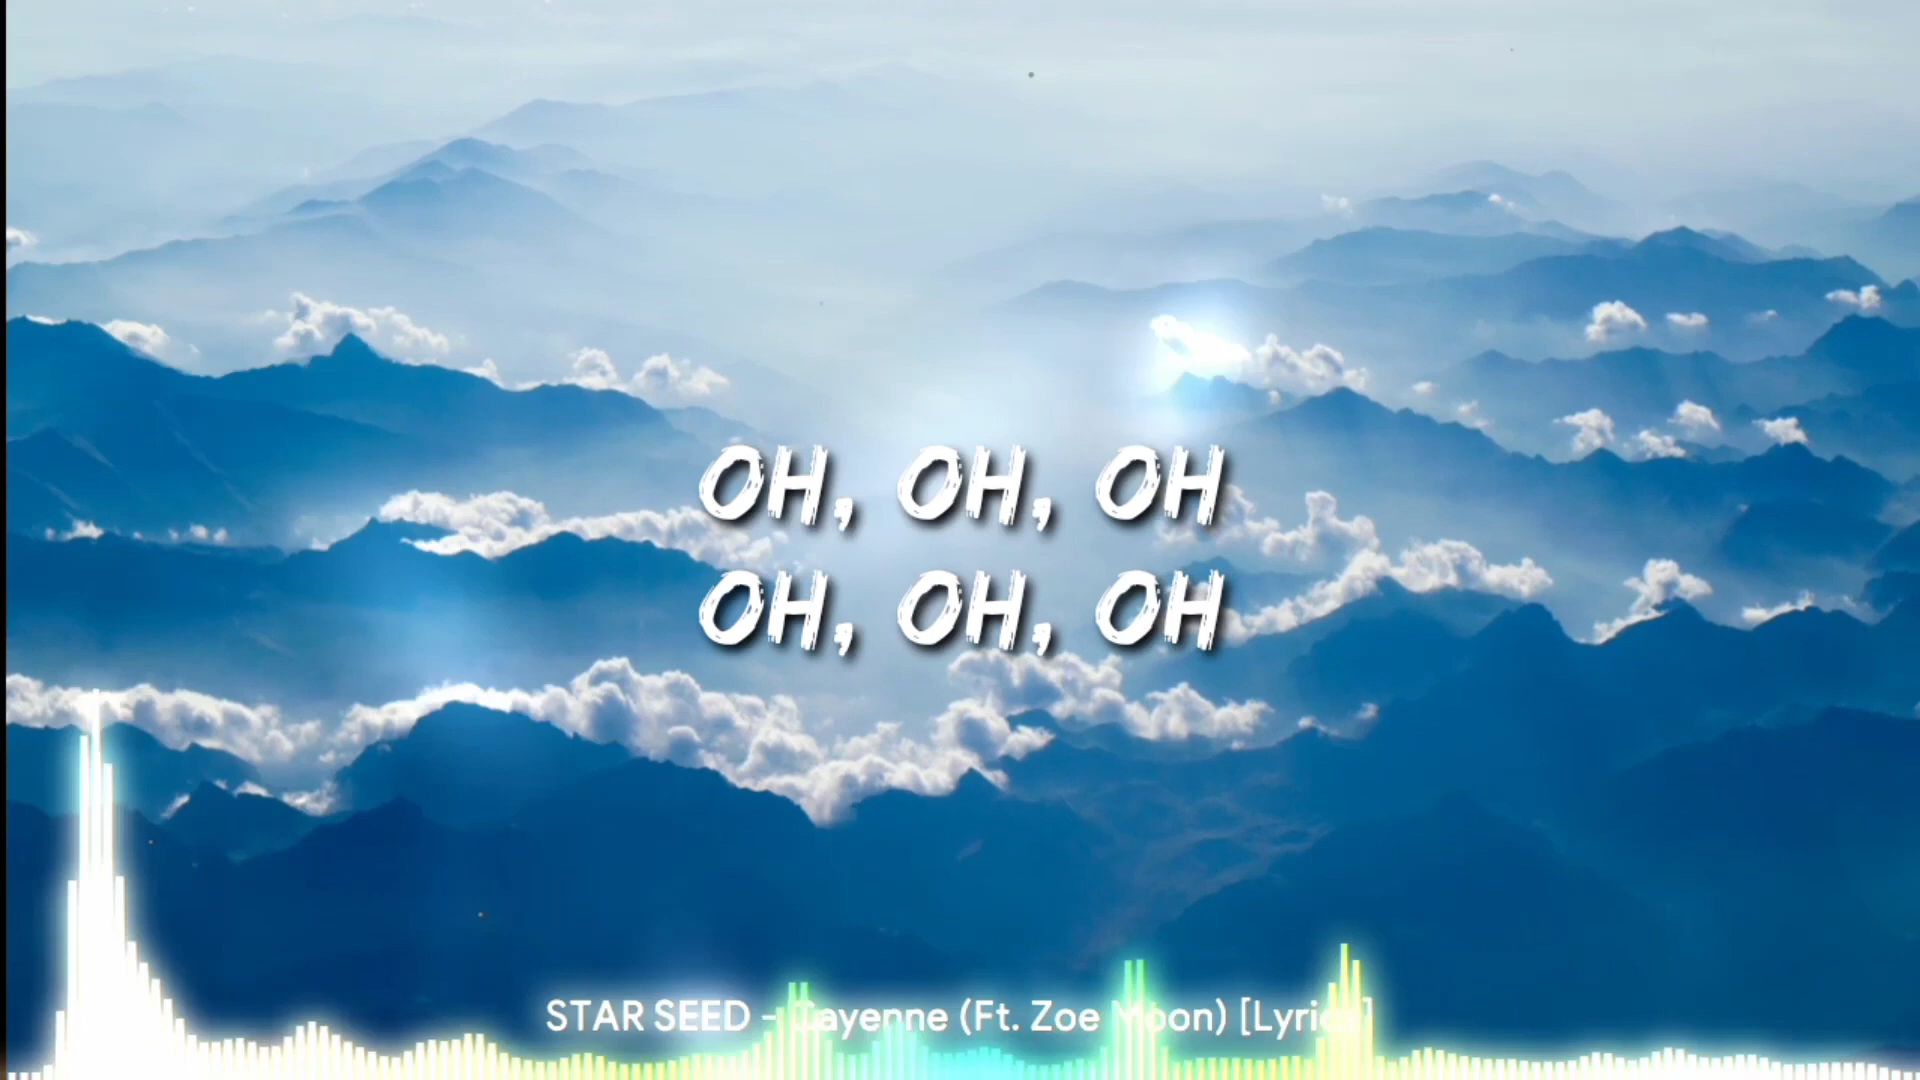 OH, OH, OH
OH, OH, OH
STAR SEED - Cayenne (Ft. Zoe Moon) [Lyrics]